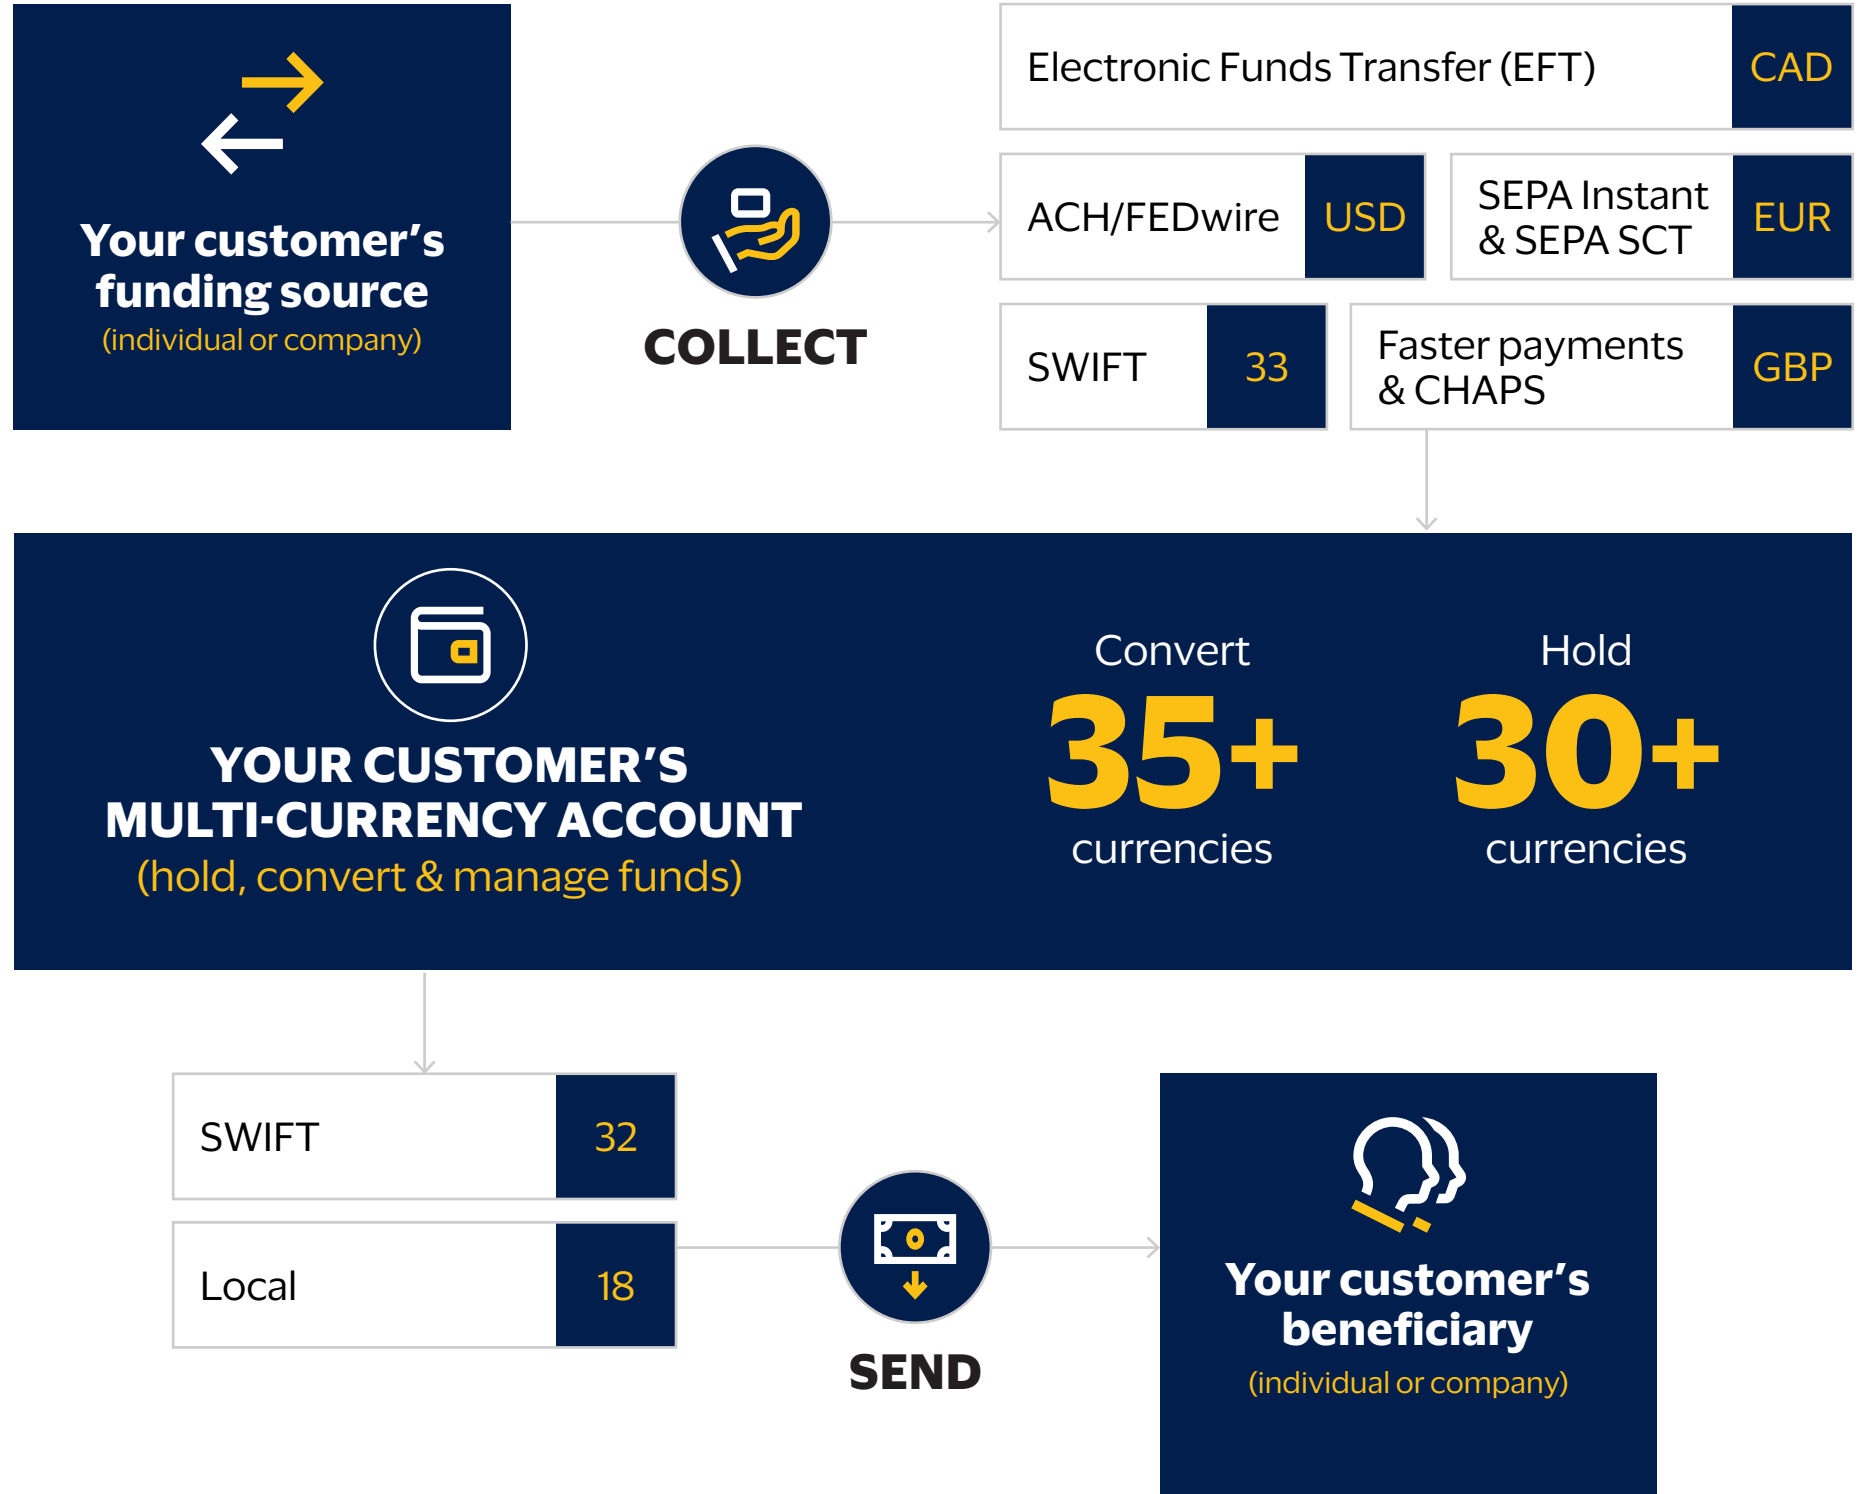 Your customer’s
funding source
(individual or company)
COLLECT
Electronic Funds Transfer (EFT) CAD
ACH/FEDwire USD
SEPA Instant
& SEPA SCT
EUR
SWIFT 33
Faster payments
& CHAPS
GBP
YOUR CUSTOMER’S
MULTI-CURRENCY ACCOUNT
(hold, convert & manage funds)
Convert
35+
currencies
Hold
30+
currencies
SWIFT 32
Local 18
SEND
Your customer’s
beneficiary
(individual or company)